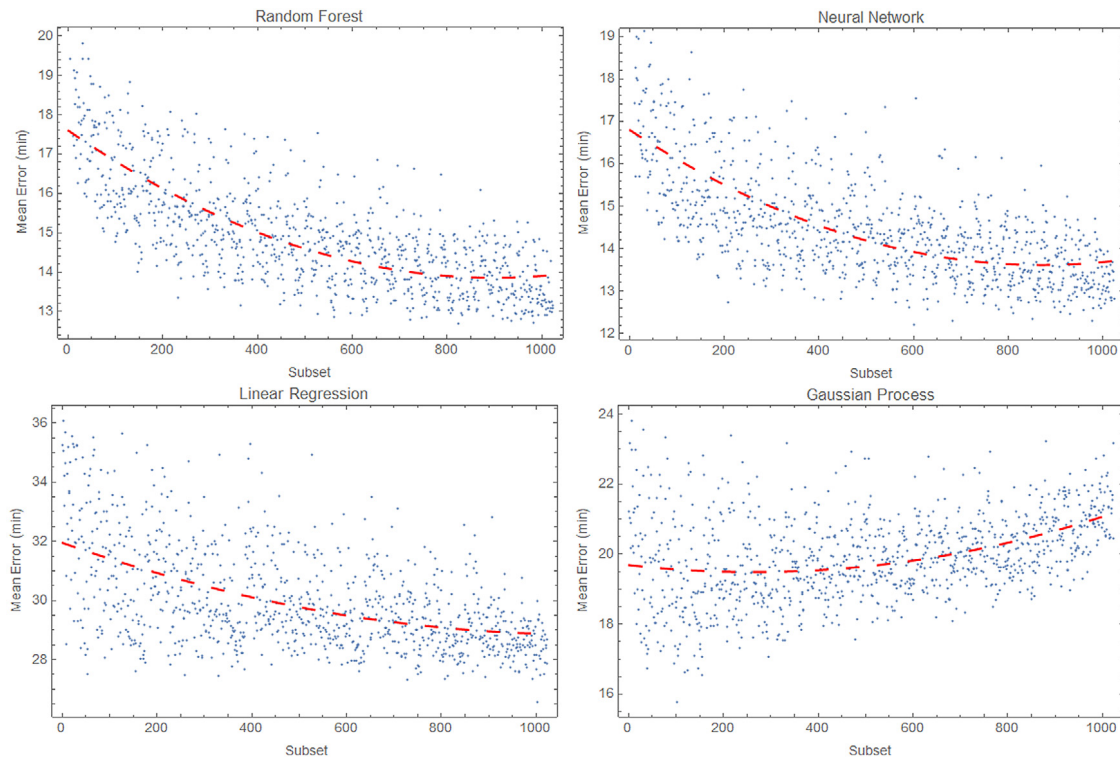 Random Forest
20
19
18
17
16
15
14
13
Mean Error (min)
0 200 400 600 800 1000
Subset
Neural Network
19
18
17
16
15
14
13
12
Mean Error (min)
0 200 400 600 800 1000
Subset
Linear Regression
36
34
32
30
28
Mean Error (min)
0 200 400 600 800 1000
Subset
Gaussian Process
24
22
20
18
16
Mean Error (min)
0 200 400 600 800 1000
Subset